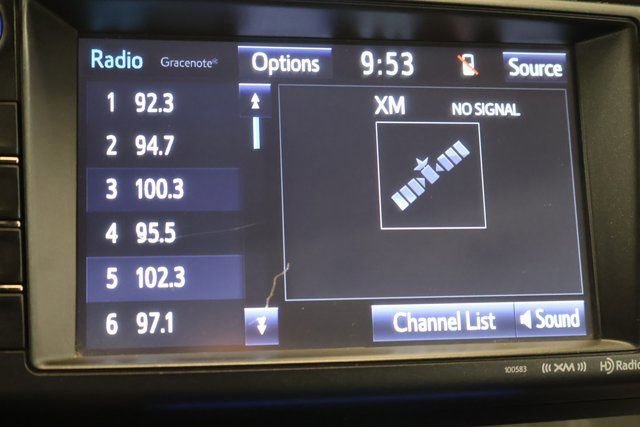 Radio Gracenote® Options 9:53 Source
1 92.3
2 94.7
3 100.3
4 95.5
5 102.3
6 97.1
XM NO SIGNAL
Channel List Sound
100583 ((XM)) HD Radio